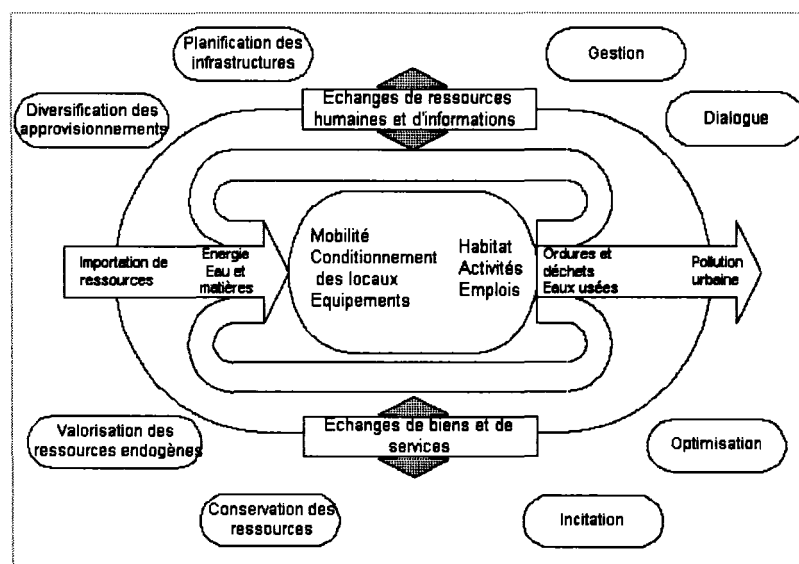 Planification des
infrastructures
Gestion
Diversification des
approvisionnements
Echanges de ressources
humaines et d'informations
Dialogue
Importation de
ressources
Energie
Eau et
matières
Mobilité
Conditionnement
des locaux
Equipements
Habitat
Activités
Emplois
Ordures et
déchets
Eaux usées
Pollution
urbaine
Valorisation des
ressources endogènes
Echanges de biens et de
services
Optimisation
Conservation des
ressources
Incitation